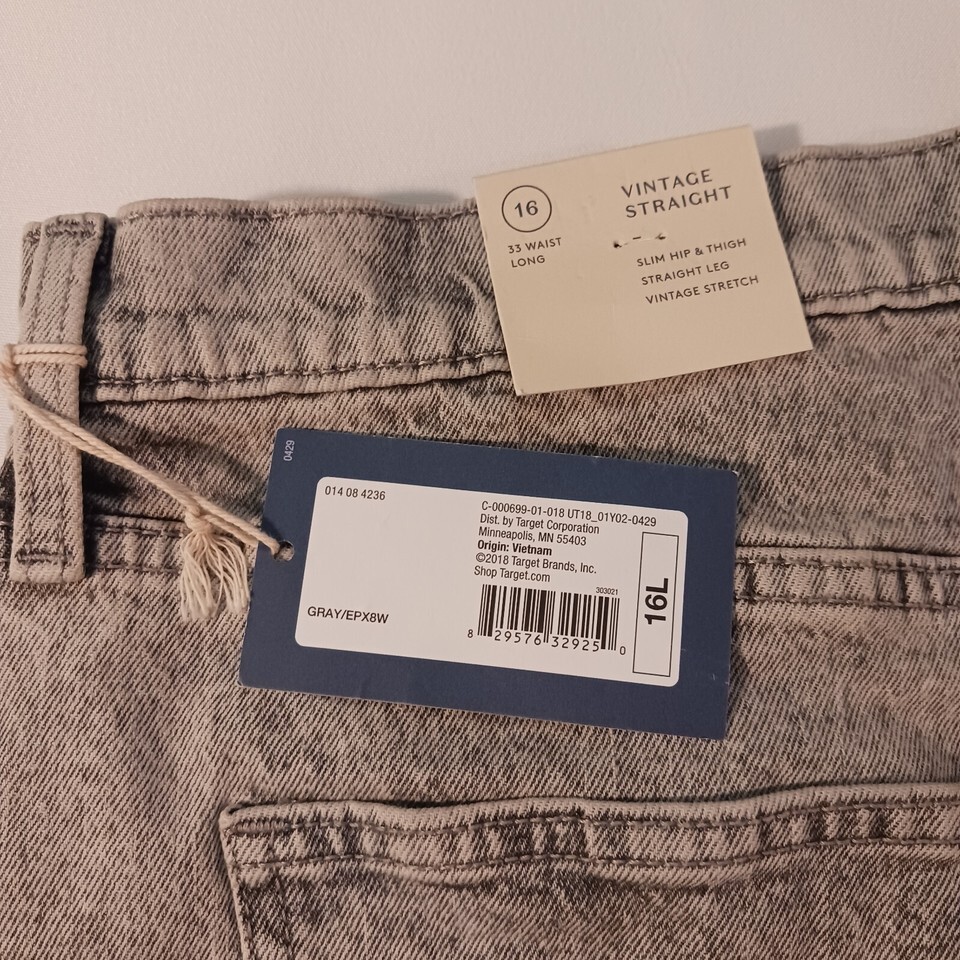 16
33 WAIST
LONG
VINTAGE
STRAIGHT
SLIM HIP & THIGH
STRAIGHT LEG
VINTAGE STRETCH
0429
014 08 4236
C-000699-01-018 UT18_01Y02-0429
Dist. by Target Corporation
Minneapolis, MN 55403
Origin: Vietnam
©2018 Target Brands, Inc.
Shop Target.com
303021
GRAY/EPX8W
8 29576 32925 0
16L